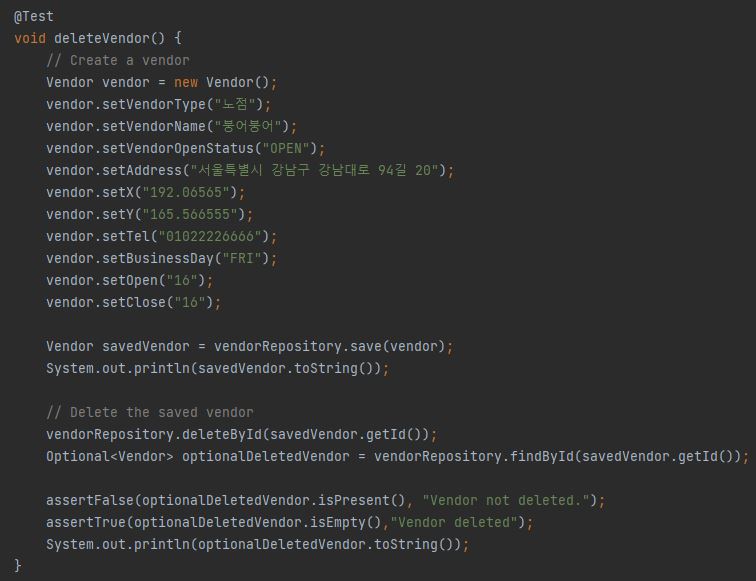 @Test
void deleteVendor() {
// Create a vendor
Vendor vendor = new Vendor();
vendor.setVendorType("노점");
vendor.setVendorName("붕어붕어");
vendor.setVendorOpenStatus("OPEN");
vendor.setAddress("서울특별시 강남구 강남대로 94길 20");
vendor.setX("192.06565");
vendor.setY("165.566555");
vendor.setTel("01022226666");
vendor.setBusinessDay("FRI");
vendor.setOpen("16");
vendor.setClose("16");
Vendor savedVendor = vendorRepository.save(vendor);
System.out.println(savedVendor.toString());
// Delete the saved vendor
vendorRepository.deleteById(savedVendor.getId());
Optional<Vendor> optionalDeletedVendor = vendorRepository.findById(savedVendor.getId());
assertFalse(optionalDeletedVendor.isPresent(), "Vendor not deleted.");
assertTrue(optionalDeletedVendor.isEmpty(),"Vendor deleted");
System.out.println(optionalDeletedVendor.toString());
}